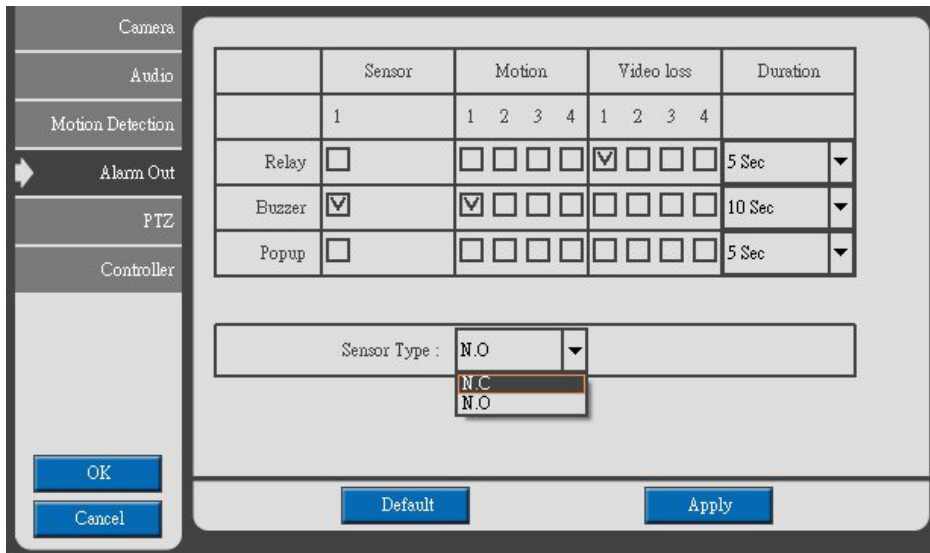 Camera
Audio
Motion Detection
Alarm Out
PTZ
Controller
OK
Cancel
Sensor Motion Video loss Duration
1 1 2 3 4 1 2 3 4
Relay 5 Sec
Buzzer 10 Sec
Popup 5 Sec
Sensor Type : N.O
N.C
N.O
Default Apply